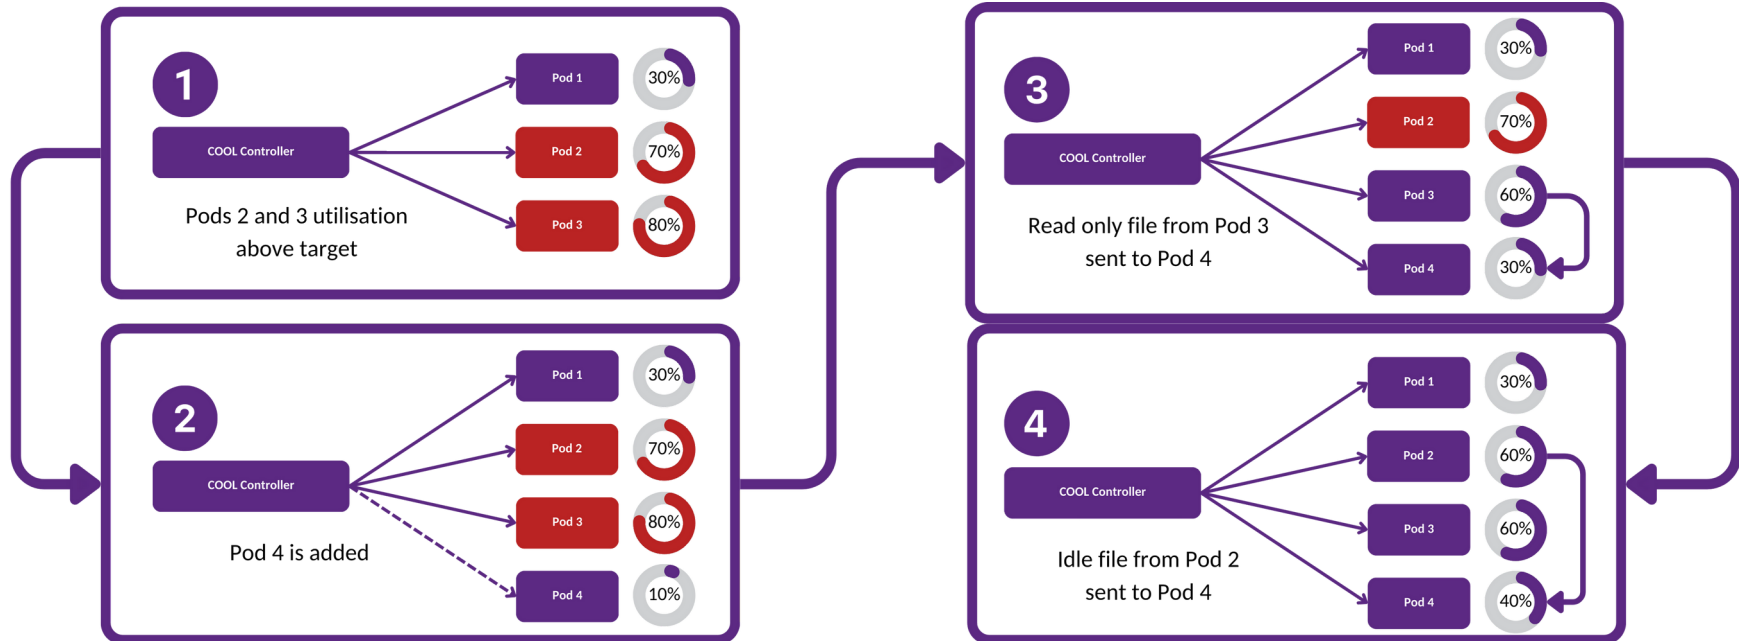 1
COOL Controller
Pods 2 and 3 utilisation
above target
Pod 1
30%
Pod 2
70%
Pod 3
80%
2
COOL Controller
Pod 4 is added
Pod 1
30%
Pod 2
70%
Pod 3
80%
Pod 4
10%
3
COOL Controller
Read only file from Pod 3
sent to Pod 4
Pod 1
30%
Pod 2
70%
Pod 3
60%
Pod 4
30%
4
COOL Controller
Idle file from Pod 2
sent to Pod 4
Pod 1
30%
Pod 2
60%
Pod 3
60%
Pod 4
40%